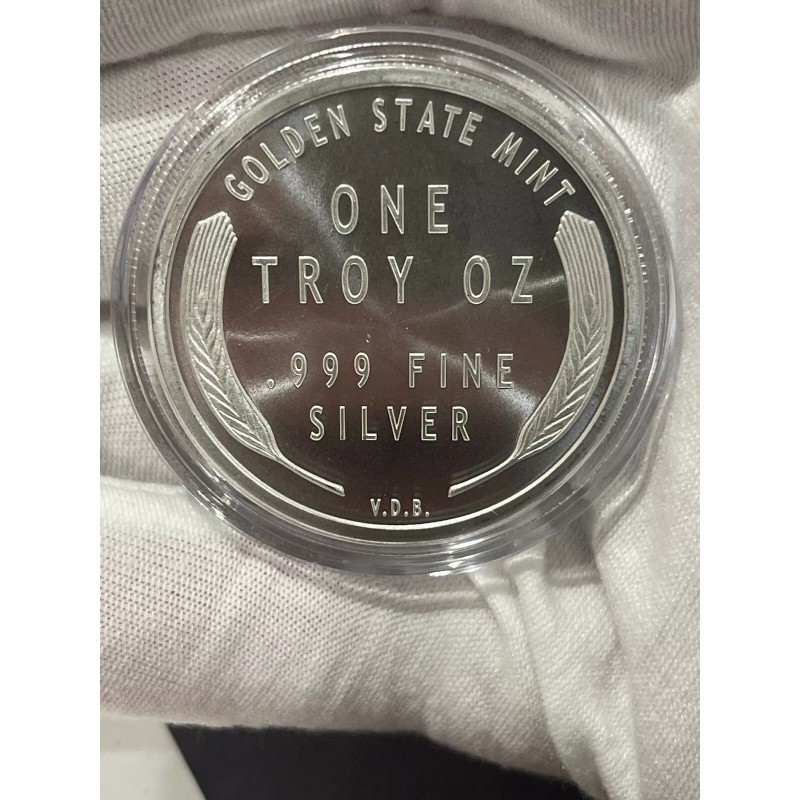 GOLDEN STATE MINT
ONE
TROY OZ
.999 FINE
SILVER
V.D.B.